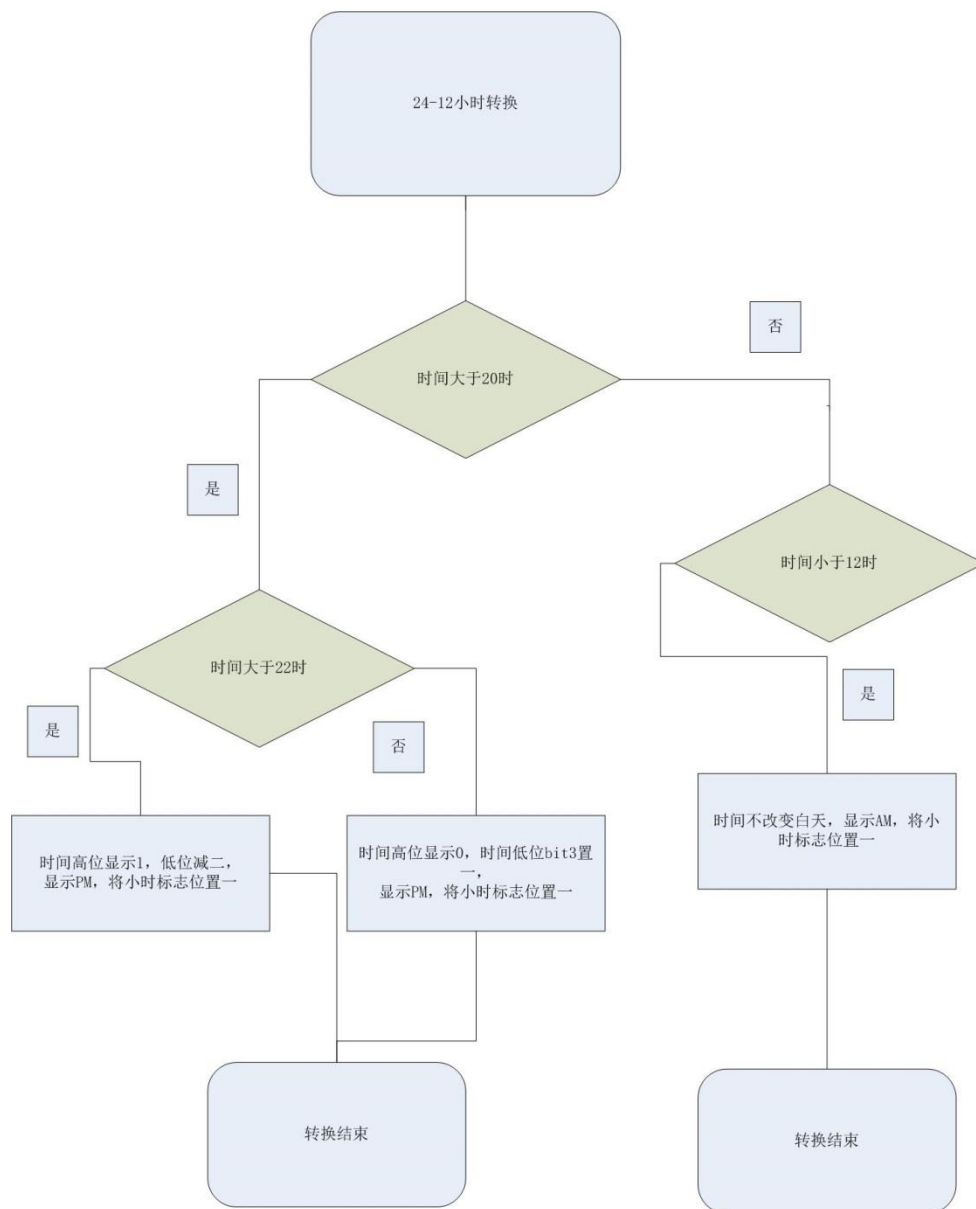 24-12小时转换
时间大于20时
否
是
时间小于12时
时间大于22时
是
否
是
时间高位显示1，低位减二，
显示PM，将小时标志位置一
时间高位显示0，时间低位bit3置
一，
显示PM，将小时标志位置一
时间不改变白天，显示AM，将小
时标志位置一
转换结束
转换结束